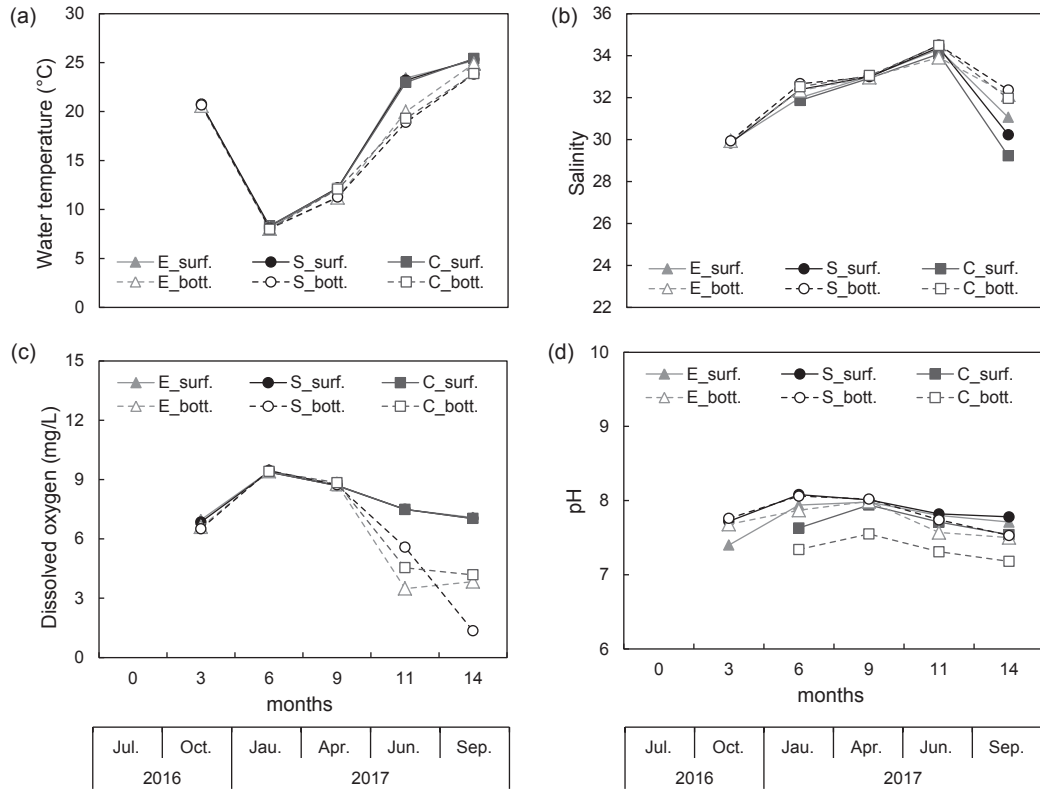 (a)
30
25
20
15
10
5
0
Water temperature (°C)
E_surf. S_surf. C_surf.
E_bott. S_bott. C_bott.
(b)
36
34
32
30
28
26
24
22
Salinity
E_surf. S_surf. C_surf.
E_bott. S_bott. C_bott.
(c)
15
12
9
6
3
0
Dissolved oxygen (mg/L)
E_surf. S_surf. C_surf.
E_bott. S_bott. C_bott.
0 3 6 9 11 14
months
Jul. Oct. Jau. Apr. Jun. Sep.
2016 2017
(d)
10
9
8
7
6
pH
E_surf. S_surf. C_surf.
E_bott. S_bott. C_bott.
0 3 6 9 11 14
months
Jul. Oct. Jau. Apr. Jun. Sep.
2016 2017